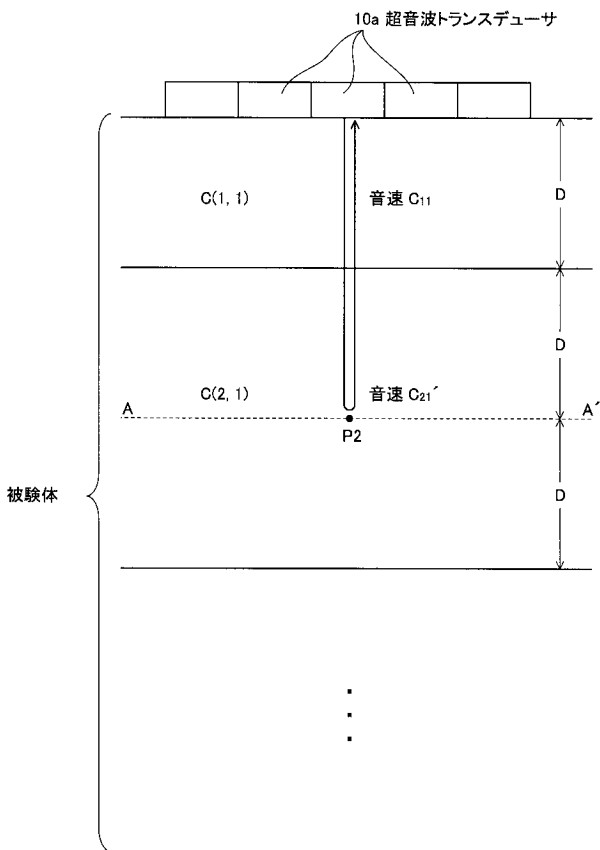 10a 超音波トランスデューサ
C(1, 1)
音速 C₁₁
D
D
C(2, 1)
音速 C₂₁′
A
A′
P2
D
被験体